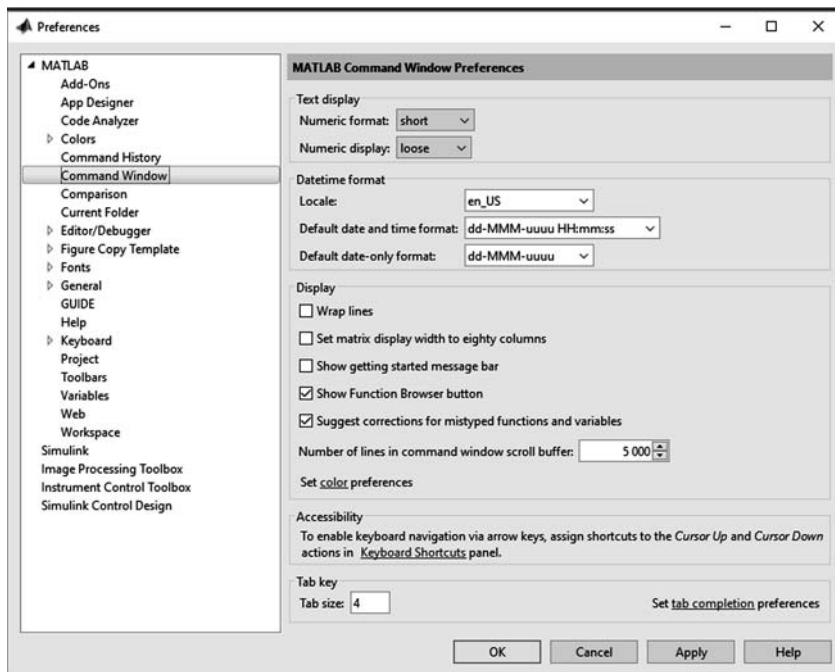 Preferences
MATLAB
Add-Ons
App Designer
Code Analyzer
Colors
Command History
Command Window
Comparison
Current Folder
Editor/Debugger
Figure Copy Template
Fonts
General
GUIDE
Help
Keyboard
Project
Toolbars
Variables
Web
Workspace
Simulink
Image Processing Toolbox
Instrument Control Toolbox
Simulink Control Design
MATLAB Command Window Preferences
Text display
Numeric format: short
Numeric display: loose
Datetime format
Locale: en_US
Default date and time format: dd-MMM-uuuu HH:mm:ss
Default date-only format: dd-MMM-uuuu
Display
Wrap lines
Set matrix display width to eighty columns
Show getting started message bar
Show Function Browser button
Suggest corrections for mistyped functions and variables
Number of lines in command window scroll buffer: 5 000
Set color preferences
Accessibility
To enable keyboard navigation via arrow keys, assign shortcuts to the Cursor Up and Cursor Down
actions in Keyboard Shortcuts panel.
Tab key
Tab size: 4 Set tab completion preferences
OK Cancel Apply Help